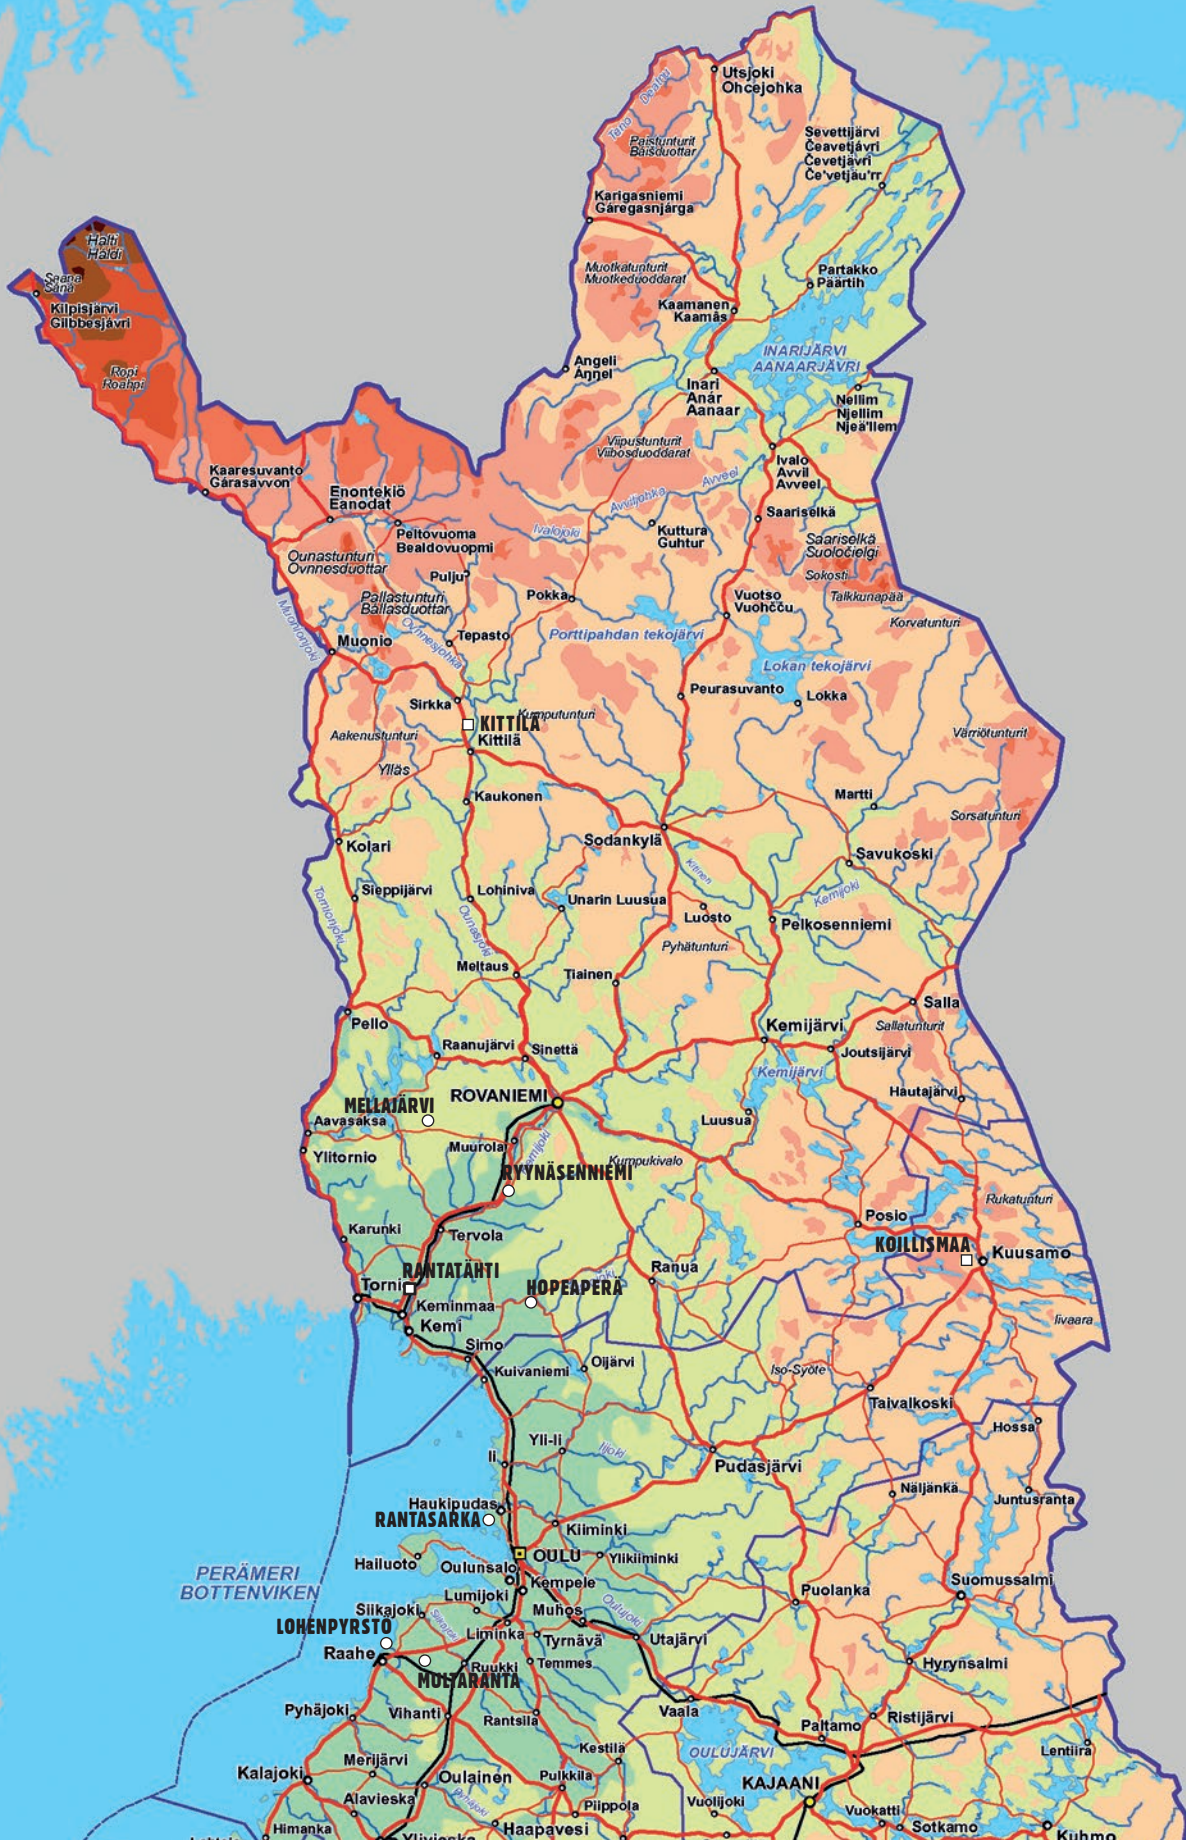 Utsjoki
Ohcejohka
Teno
Deatnu
Paistunturit
Báišduottar
Sevettijärvi
Čeavetjávri
Čevetjävri
Če'vetjäu'rr
Karigasniemi
Gáregasnjárga
Halti
Háldi
Saana
Sána
Kilpisjärvi
Gilbbesjávri
Muotkatunturit
Muotkeduoddarat
Partakko
Päärtih
Kaamanen
Kaamâs
Ropi
Roahpi
INARIJÄRVI
AANAARJÄVRI
Angeli
Aŋŋel
Inari
Anár
Aanaar
Nellim
Njellim
Njeä'llem
Viipustunturit
Viibosduoddarat
Ivalo
Avvil
Avveel
Kaaresuvanto
Gárasavvon
Enontekiö
Eanodat
Avveel
Avviljohka
Ivalojoki
Saariselkä
Peltovuoma
Bealdovuopmi
Kuttura
Guhtur
Saariselkä
Suoločielgi
Ounastunturi
Ovnnesduottar
Pulju
Sokosti
Talkkunapää
Pallastunturi
Bállasduottar
Pokka
Vuotso
Vuohčču
Korvatunturi
Muonionjoki
Muonio
Ovnnesjohka
Tepasto
Porttipahdan tekojärvi
Lokan tekojärvi
Peurasuvanto
Lokka
Sirkka
Kumputunturi
KITTILÄ
Kittilä
Aakenustunturi
Värriötunturit
Ylläs
Kaukonen
Martti
Sorsatunturi
Sodankylä
Kolari
Savukoski
Kitinen
Sieppijärvi
Lohiniva
Unarin Luusua
Kemijoki
Tornionjoki
Ounasjoki
Luosto
Pelkosenniemi
Pyhätunturi
Meltaus
Tiainen
Salla
Pello
Kemijärvi
Sallatunturit
Raanujärvi
Sinettä
Joutsijärvi
Kemijärvi
ROVANIEMI
Hautajärvi
MELLAJÄRVI
Aavasaksa
Luusua
Muurola
Kemijoki
Ylitornio
Kumpukivalo
RYYNÄSENNIEMI
Rukatunturi
Posio
Karunki
Tervola
KOILLISMAA
Kuusamo
RANTATÄHTI
Ranua
Tornio
HOPEAPERÄ
Keminmaa
Kemi
Iivaara
Simo
Oijärvi
Kuivaniemi
Iso-Syöte
Taivalkoski
Hossa
Yli-Ii
Iijoki
Ii
Pudasjärvi
Näljänkä
Juntusranta
Haukipudas
RANTASARKA
Kiiminki
OULU
Ylikiiminki
Hailuoto
Oulunsalo
Kempele
PERÄMERI
BOTTENVIKEN
Suomussalmi
Puolanka
Lumijoki
Siikajoki
Muhos
Oulujoki
Siikajoki
LOHENPYRSTÖ
Liminka
Tyrnävä
Utajärvi
Raahe
Ruukki
Temmes
Hyrynsalmi
MULTARANTA
Pyhäjoki
Vihanti
Rantsila
Vaala
Paltamo
Ristijärvi
Kestilä
OULUJÄRVI
Lentiira
Merijärvi
Kalajoki
Oulainen
Pulkkila
KAJAANI
Alavieska
Pyhäjoki
Piippola
Vuolijoki
Vuokatti
Himanka
Haapavesi
Sotkamo
Kuhmo
Ylivieska